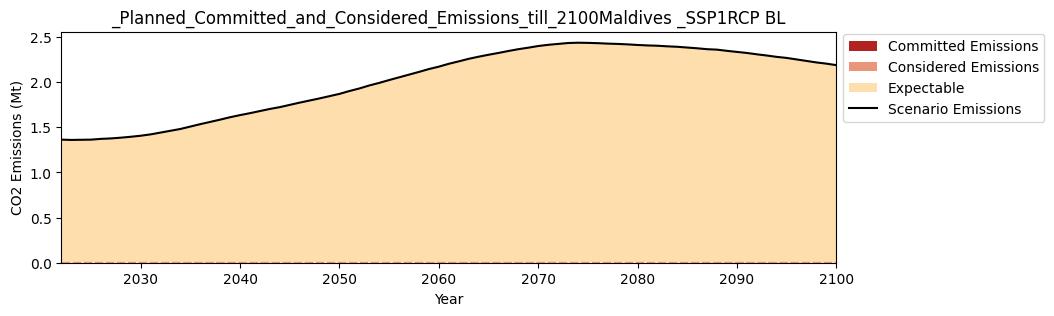 _Planned_Committed_and_Considered_Emissions_till_2100Maldives _SSP1RCP BL
2.5
2.0
1.5
1.0
0.5
0.0
CO2 Emissions (Mt)
2030 2040 2050 2060 2070 2080 2090 2100
Year
Committed Emissions
Considered Emissions
Expectable
Scenario Emissions